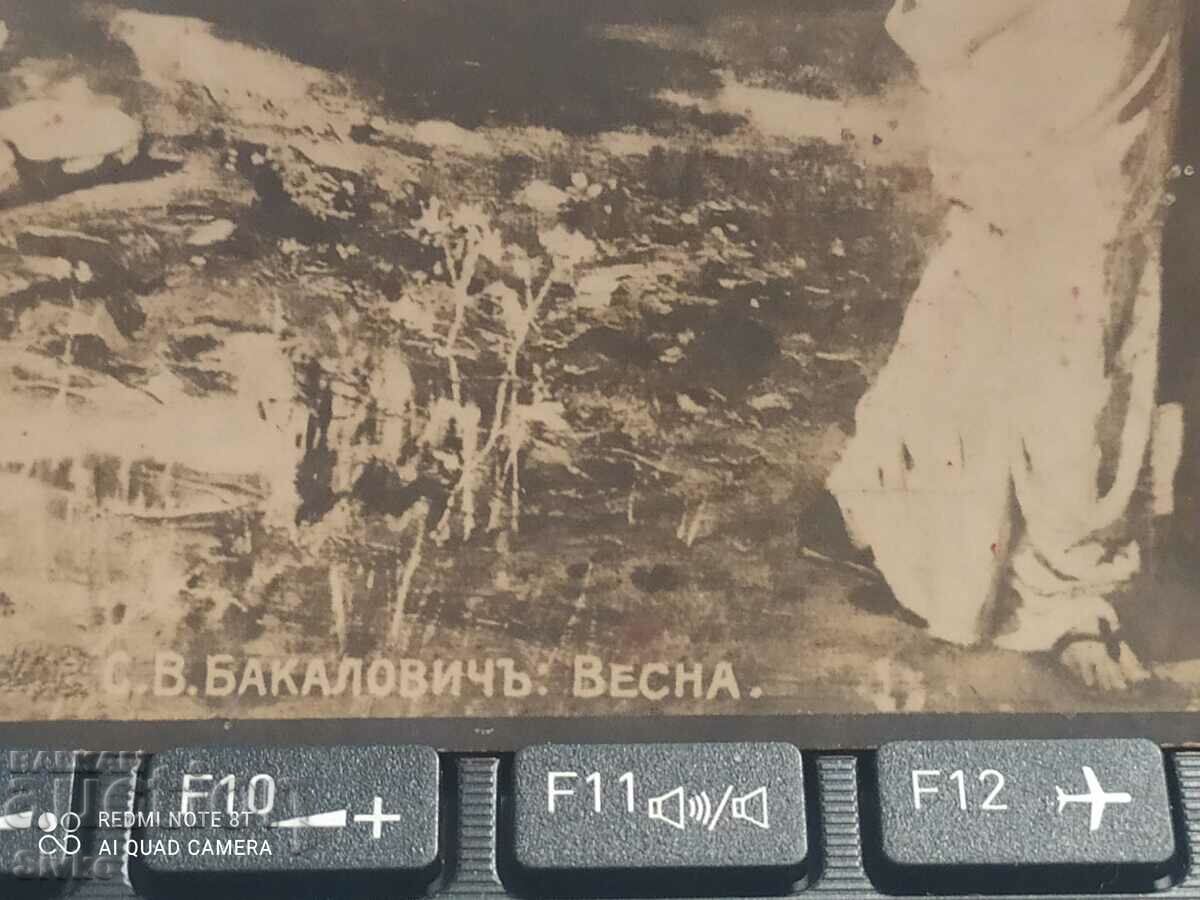 С.В.БАКАЛОВИЧЪ: ВЕСНА.
F10 +
F11 /
F12
REDMI NOTE 8T
AI QUAD CAMERA